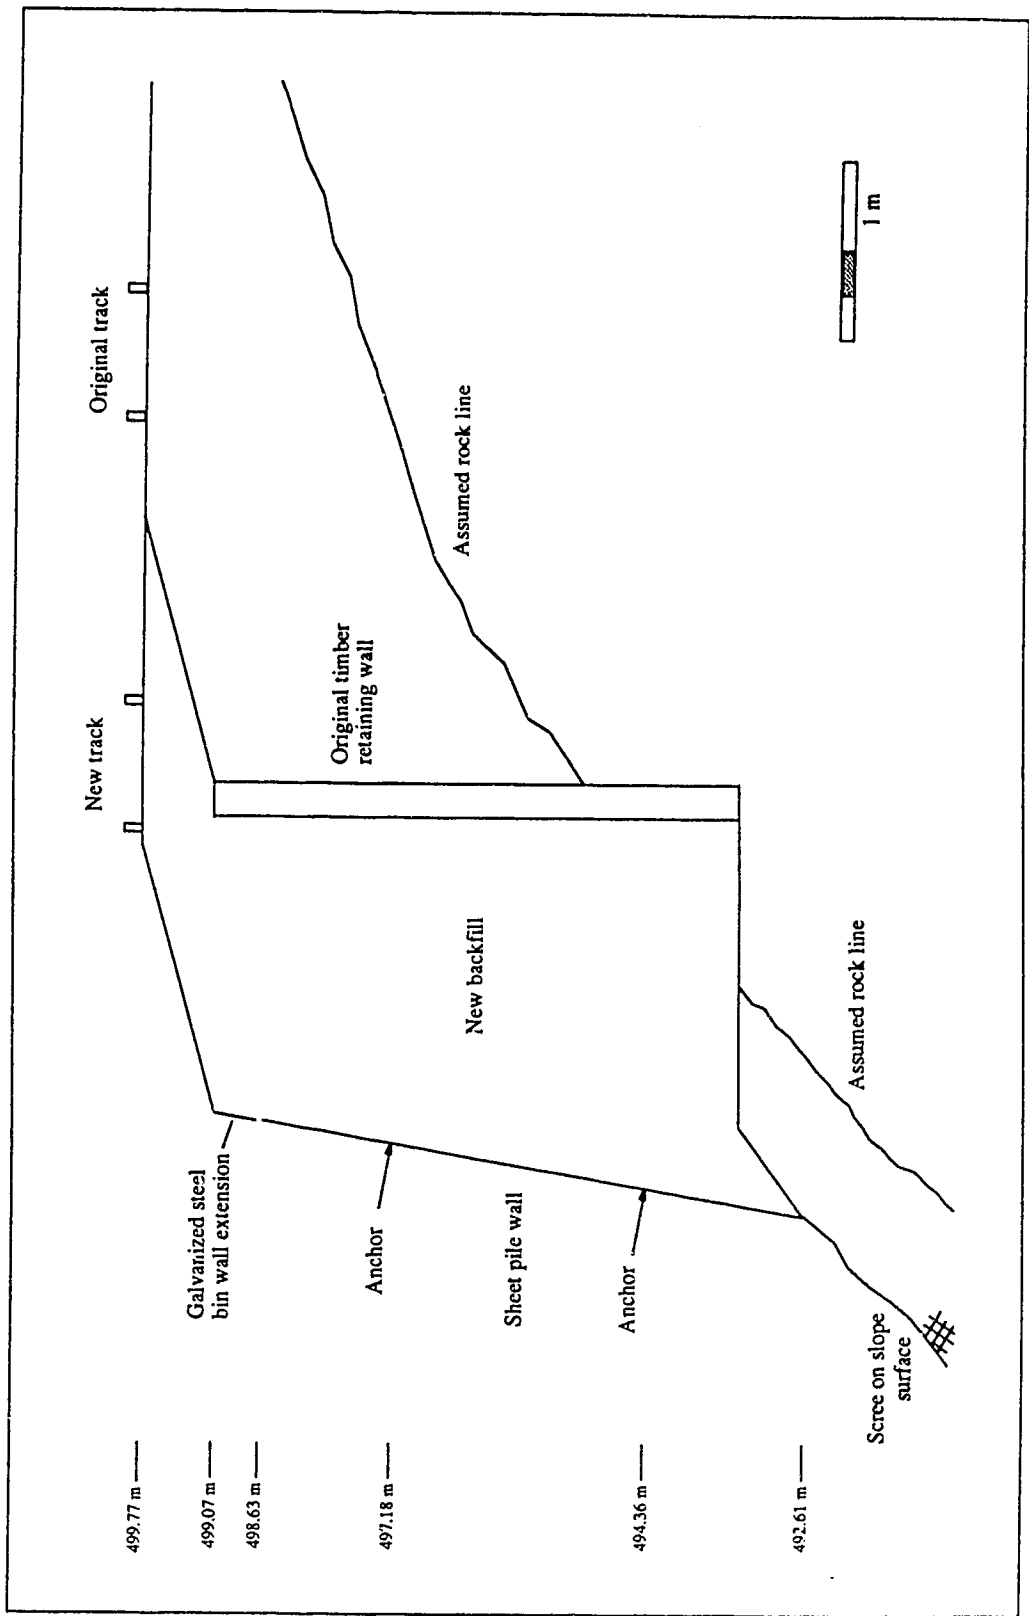 Original track
New track
Original timber
retaining wall
Assumed rock line
New backfill
Galvanized steel
bin wall extension
Anchor
Sheet pile wall
Anchor
Assumed rock line
Scree on slope
surface
1 m
499.77 m
499.07 m
498.63 m
497.18 m
494.36 m
492.61 m